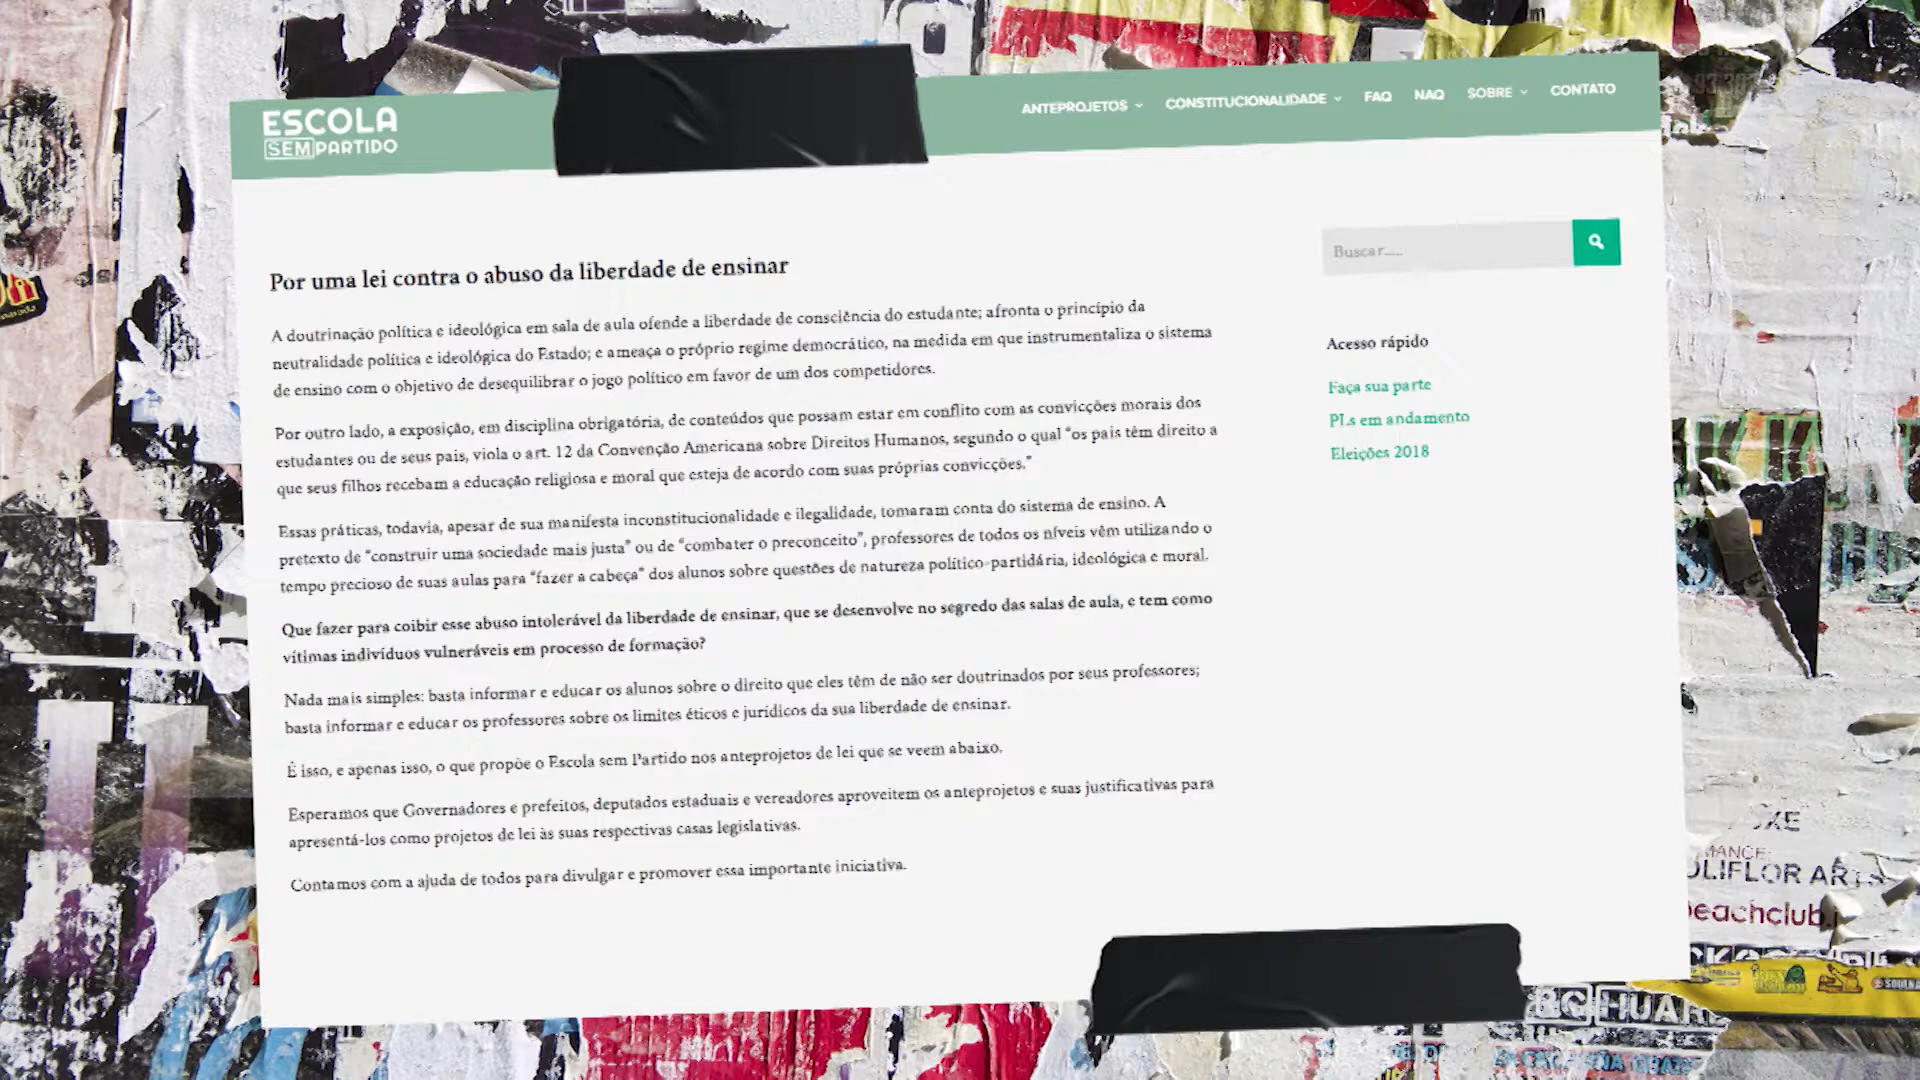 ESCOLA
SEM PARTIDO
ANTEPROJETOS
CONSTITUCIONALIDADE
FAQ
NAQ
SOBRE
CONTATO
Buscar.....
Por uma lei contra o abuso da liberdade de ensinar
A doutrinação política e ideológica em sala de aula ofende a liberdade de consciência do estudante; afronta o princípio da
neutralidade política e ideológica do Estado; e ameaça o próprio regime democrático, na medida em que instrumentaliza o sistema
de ensino com o objetivo de desequilibrar o jogo político em favor de um dos competidores.
Por outro lado, a exposição, em disciplina obrigatória, de conteúdos que possam estar em conflito com as convicções morais dos
estudantes ou de seus pais, viola o art. 12 da Convenção Americana sobre Direitos Humanos, segundo o qual “os pais têm direito a
que seus filhos recebam a educação religiosa e moral que esteja de acordo com suas próprias convicções.”
Essas práticas, todavia, apesar de sua manifesta inconstitucionalidade e ilegalidade, tomaram conta do sistema de ensino. A
pretexto de “construir uma sociedade mais justa” ou de “combater o preconceito”, professores de todos os níveis vêm utilizando o
tempo precioso de suas aulas para “fazer a cabeça” dos alunos sobre questões de natureza político-partidária, ideológica e moral.
Que fazer para coibir esse abuso intolerável da liberdade de ensinar, que se desenvolve no segredo das salas de aula, e tem como
vítimas indivíduos vulneráveis em processo de formação?
Nada mais simples: basta informar e educar os alunos sobre o direito que eles têm de não ser doutrinados por seus professores;
basta informar e educar os professores sobre os limites éticos e jurídicos da sua liberdade de ensinar.
É isso, e apenas isso, o que propõe o Escola sem Partido nos anteprojetos de lei que se veem abaixo.
Esperamos que Governadores e prefeitos, deputados estaduais e vereadores aproveitem os anteprojetos e suas justificativas para
apresentá-los como projetos de lei às suas respectivas casas legislativas.
Contamos com a ajuda de todos para divulgar e promover essa importante iniciativa.
Acesso rápido
Faça sua parte
PLs em andamento
Eleições 2018
beachclub.